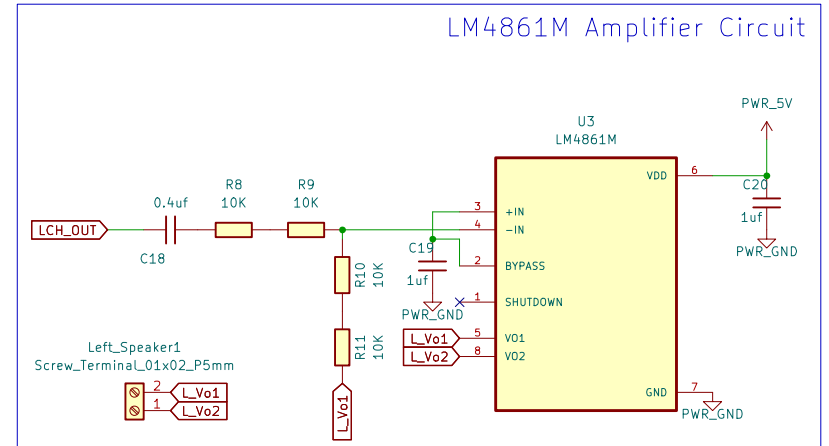 LM4861M Amplifier Circuit
PWR_5V
U3
LM4861M
VDD 6
C20
1uf
PWR_GND
R8
10K
R9
10K
0.4uf
LCH_OUT
C18
3 +IN
4 -IN
C19
1uf
PWR_GND
2 BYPASS
R10
10K
1 SHUTDOWN
L_Vo1 5 VO1
L_Vo2 8 VO2
R11
10K
L_Vo1
GND 7
PWR_GND
Left_Speaker1
Screw_Terminal_01x02_P5mm
2 L_Vo1
1 L_Vo2